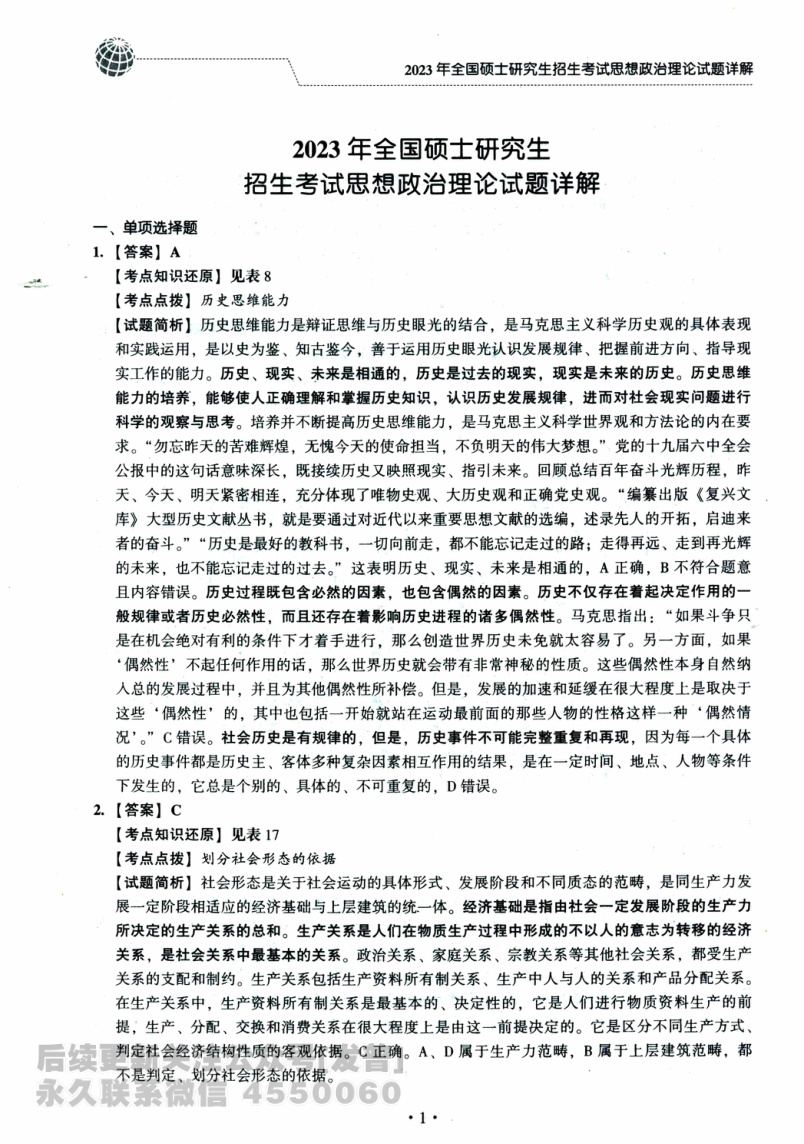 2023 年全国硕士研究生招生考试思想政治理论试题详解
2023 年全国硕士研究生
招生考试思想政治理论试题详解
一、单项选择题
1. 【答案】A
【考点知识还原】见表 8
【考点点拨】历史思维能力
【试题简析】历史思维能力是辩证思维与历史眼光的结合，是马克思主义科学历史观的具体表现
和实践运用，是以史为鉴、知古鉴今，善于运用历史眼光认识发展规律、把握前进方向、指导现
实工作的能力。历史、现实、未来是相通的，历史是过去的现实，现实是未来的历史。历史思维
能力的培养，能够使人正确理解和掌握历史知识，认识历史发展规律，进而对社会现实问题进行
科学的观察与思考。培养并不断提高历史思维能力，是马克思主义科学世界观和方法论的内在要
求。“勿忘昨天的苦难辉煌，无愧今天的使命担当，不负明天的伟大梦想。”党的十九届六中全会
公报中的这句话意味深长，既接续历史又映照现实、指引未来。回顾总结百年奋斗光辉历程，昨
天、今天、明天紧密相连，充分体现了唯物史观、大历史观和正确党史观。“编纂出版《复兴文
库》大型历史文献丛书，就是要通过对近代以来重要思想文献的选编，述录先人的开拓，启迪来
者的奋斗。”“历史是最好的教科书，一切向前走，都不能忘记走过的路；走得再远、走到再光辉
的未来，也不能忘记走过的过去。”这表明历史、现实、未来是相通的，A 正确，B 不符合题意
且内容错误。历史过程既包含必然的因素，也包含偶然的因素。历史不仅存在着起决定作用的一
般规律或者历史必然性，而且还存在着影响历史进程的诸多偶然性。马克思指出：“如果斗争只
是在机会绝对有利的条件下才着手进行，那么创造世界历史未免就太容易了。另一方面，如果
‘偶然性’不起任何作用的话，那么世界历史就会带有非常神秘的性质。这些偶然性本身自然纳
入总的发展过程中，并且为其他偶然性所补偿。但是，发展的加速和延缓在很大程度上是取决于
这些‘偶然性’的，其中也包括一开始就站在运动最前面的那些人物的性格这样一种‘偶然情
况’。”C 错误。社会历史是有规律的，但是，历史事件不可能完整重复和再现，因为每一个具体
的历史事件都是历史主、客体多种复杂因素相互作用的结果，是在一定时间、地点、人物等条件
下发生的，它总是个别的、具体的、不可重复的，D 错误。
2. 【答案】C
【考点知识还原】见表 17
【考点点拨】划分社会形态的依据
【试题简析】社会形态是关于社会运动的具体形式、发展阶段和不同质态的范畴，是同生产力发
展一定阶段相适应的经济基础与上层建筑的统一体。经济基础是指由社会一定发展阶段的生产力
所决定的生产关系的总和。生产关系是人们在物质生产过程中形成的不以人的意志为转移的经济
关系，是社会关系中最基本的关系。政治关系、家庭关系、宗教关系等其他社会关系，都受生产
关系的支配和制约。生产关系包括生产资料所有制关系、生产中人与人的关系和产品分配关系。
在生产关系中，生产资料所有制关系是最基本的、决定性的，它是人们进行物质资料生产的前
提，生产、分配、交换和消费关系在很大程度上是由这一前提决定的。它是区分不同生产方式、
判定社会经济结构性质的客观依据。C 正确。A、D 属于生产力范畴，B 属于上层建筑范畴，都
不是判定、划分社会形态的依据。
永久联系微信 4550060
· 1 ·